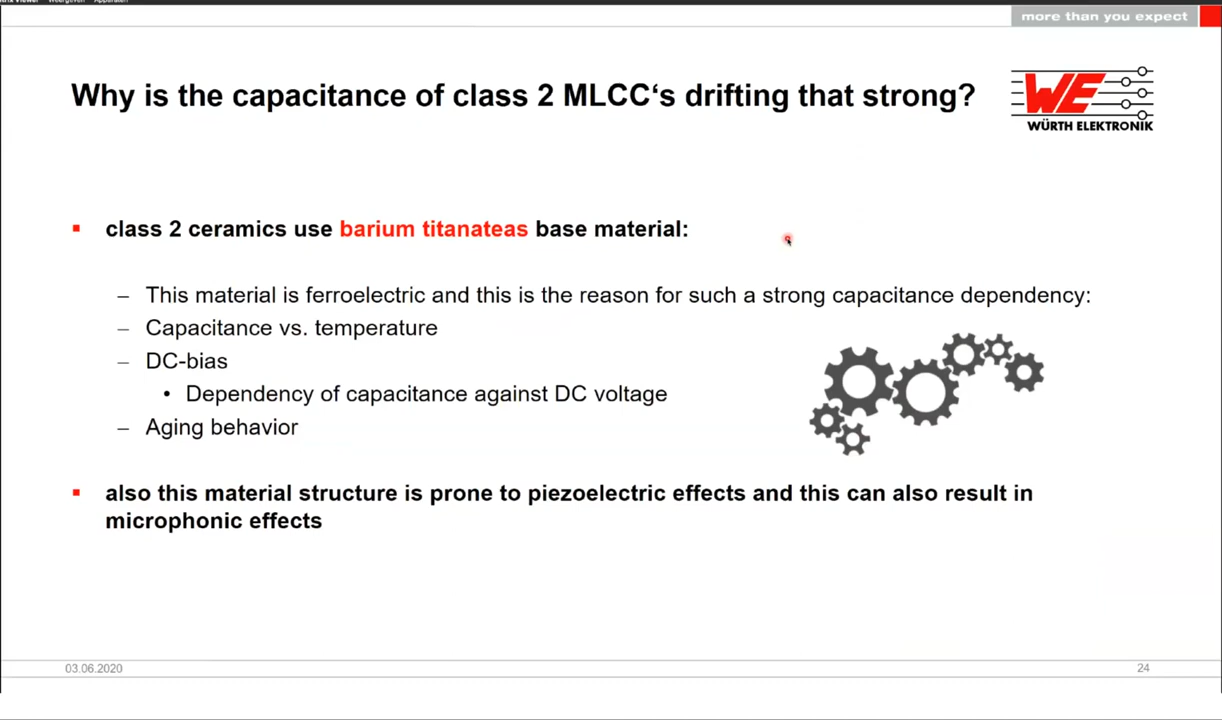 more than you expect
Why is the capacitance of class 2 MLCC‘s drifting that strong?
WE
WÜRTH ELEKTRONIK
▪ class 2 ceramics use barium titanateas base material:
– This material is ferroelectric and this is the reason for such a strong capacitance dependency:
– Capacitance vs. temperature
– DC-bias
• Dependency of capacitance against DC voltage
– Aging behavior
▪ also this material structure is prone to piezoelectric effects and this can also result in
microphonic effects
03.06.2020
24